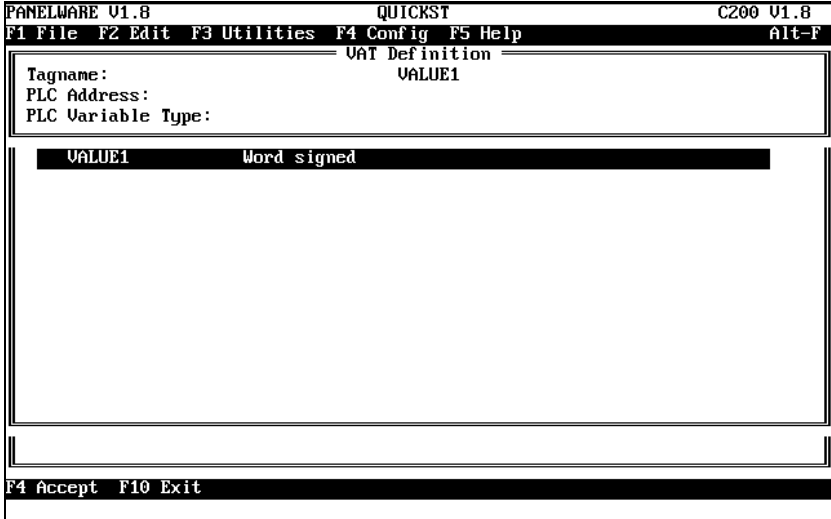 PANELWARE V1.8 QUICKST C200 V1.8
F1 File F2 Edit F3 Utilities F4 Config F5 Help Alt-F
VAT Definition
Tagname: VALUE1
PLC Address:
PLC Variable Type:
VALUE1 Word signed
F4 Accept F10 Exit